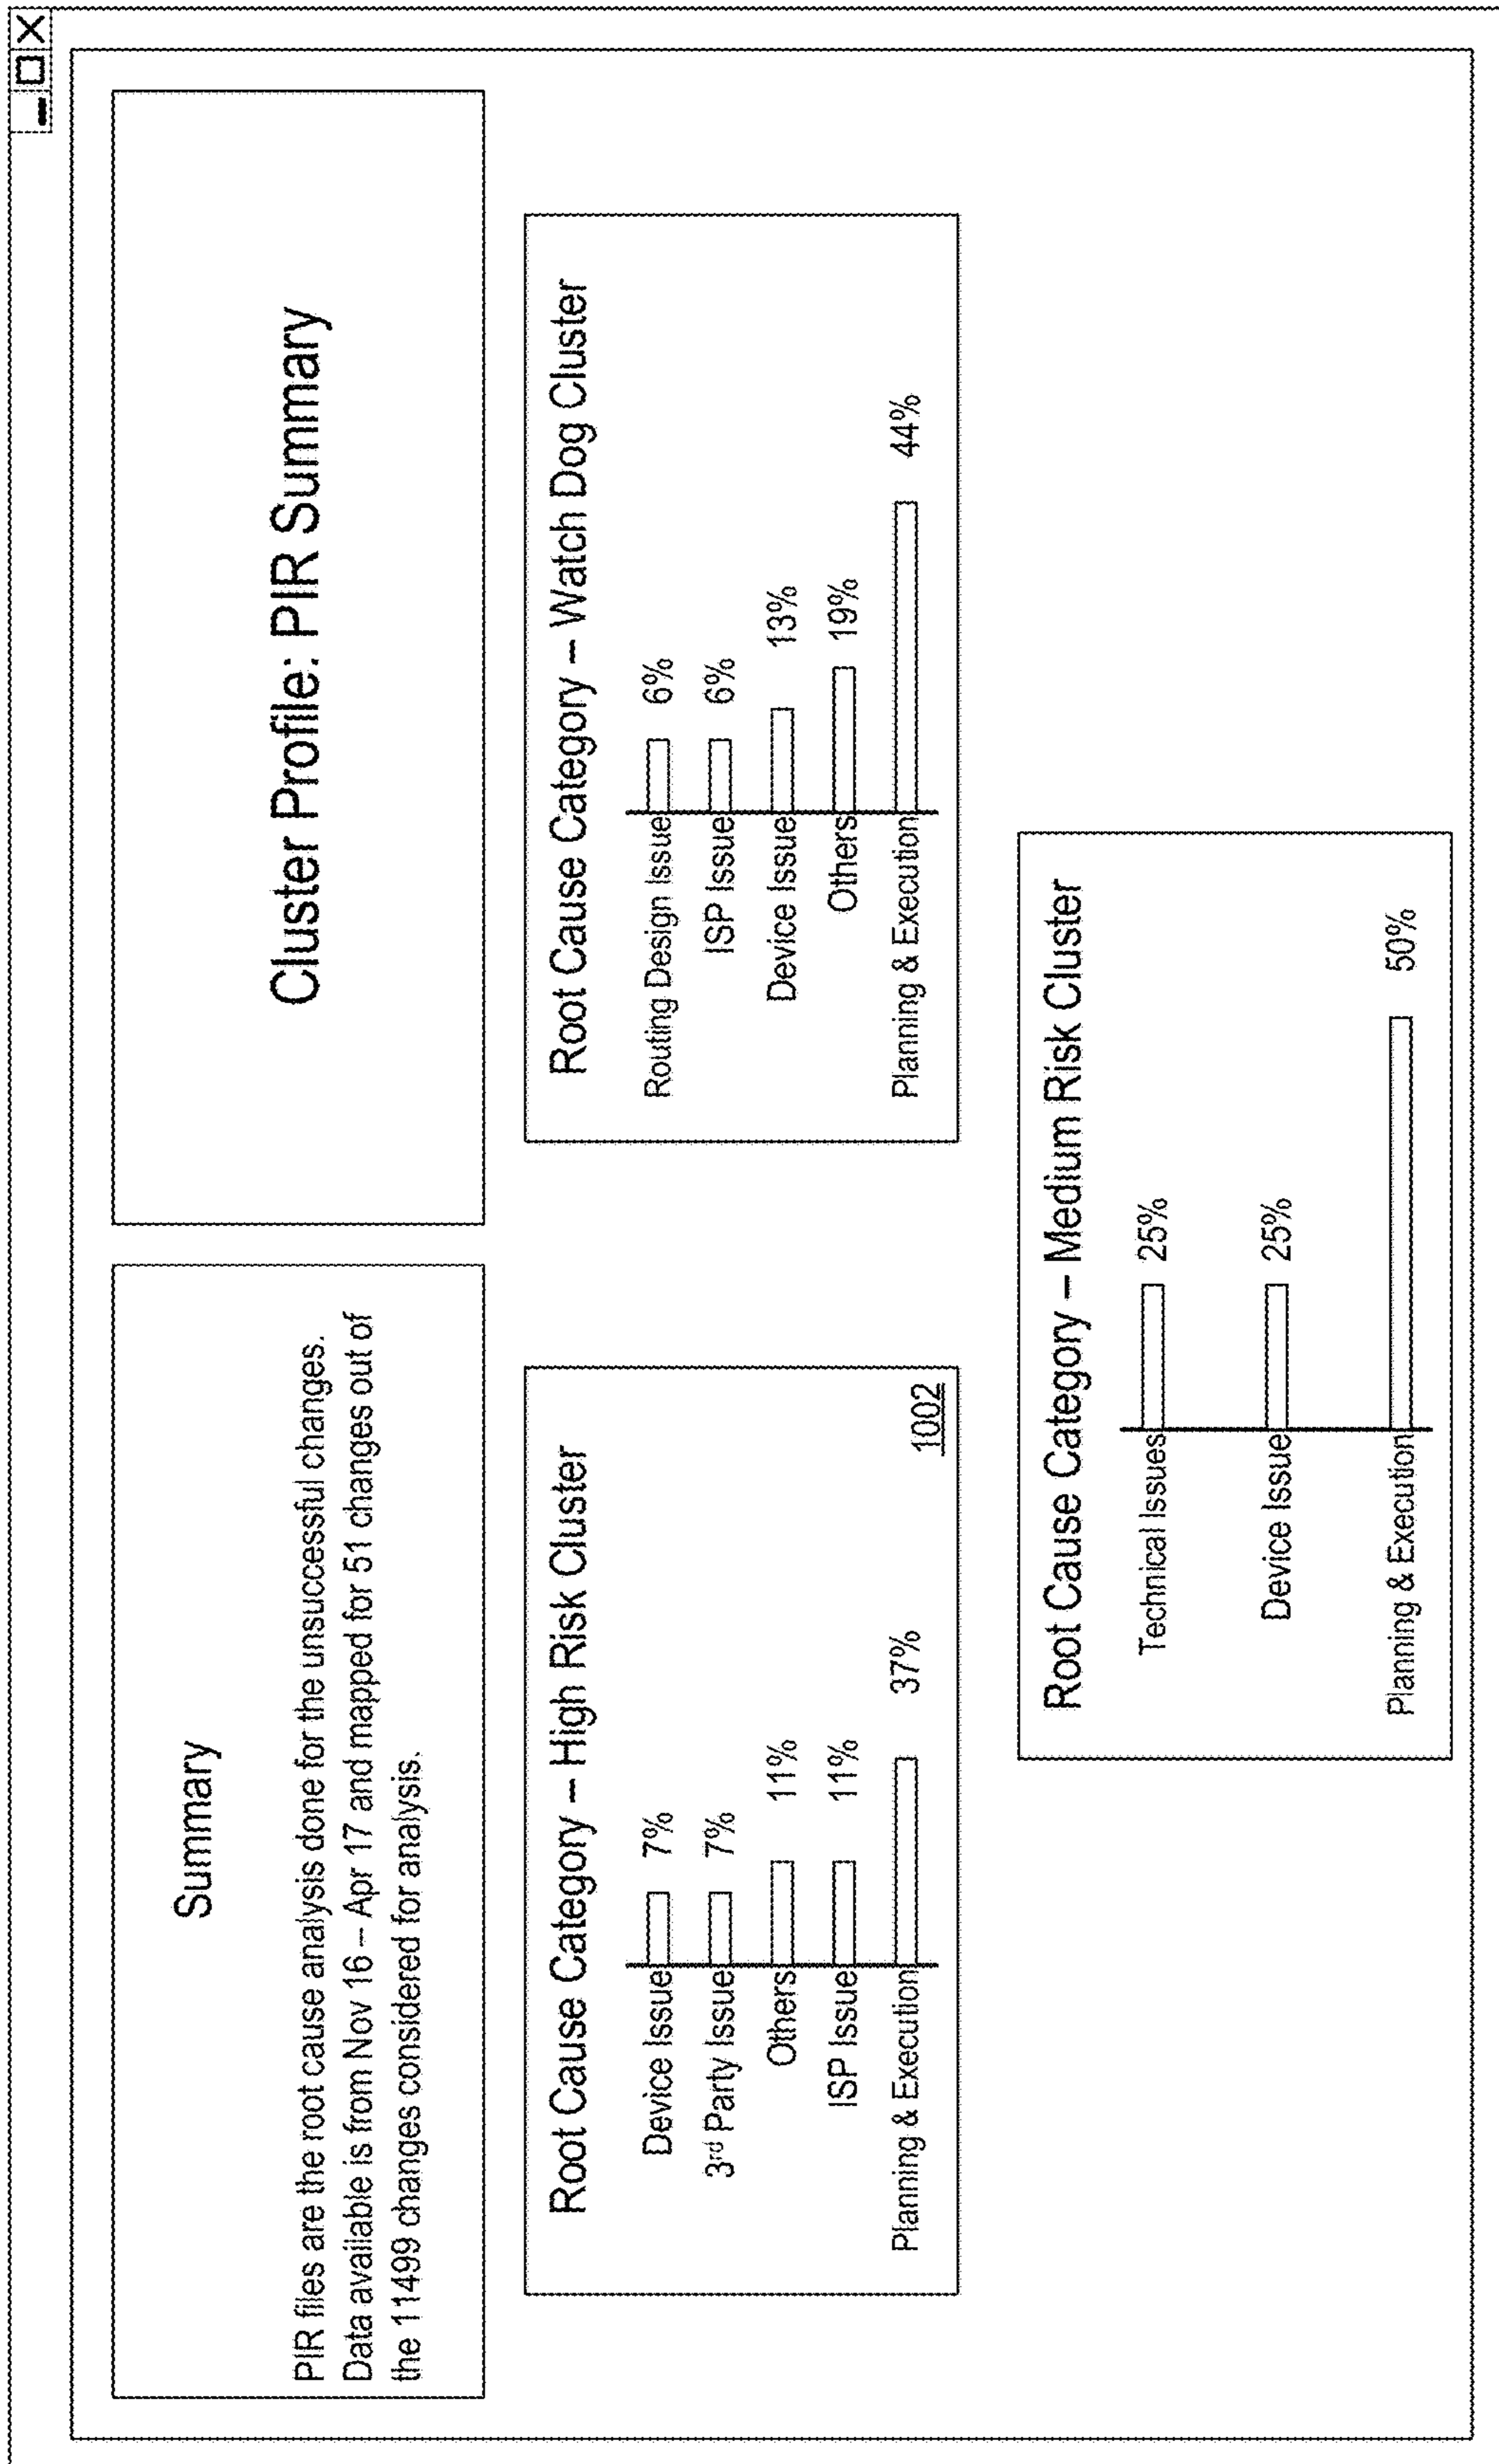 Summary
PIR files are the root cause analysis done for the unsuccessful changes.
Data available is from Nov 16 – Apr 17 and mapped for 51 changes out of
the 11499 changes considered for analysis.
Cluster Profile: PIR Summary
Root Cause Category – High Risk Cluster
Device Issue 7%
3rd Party Issue 7%
Others 11%
ISP Issue 11%
Planning & Execution 37%
1002
Root Cause Category – Watch Dog Cluster
Routing Design Issue 6%
ISP Issue 6%
Device Issue 13%
Others 19%
Planning & Execution 44%
Root Cause Category – Medium Risk Cluster
Technical Issues 25%
Device Issue 25%
Planning & Execution 50%